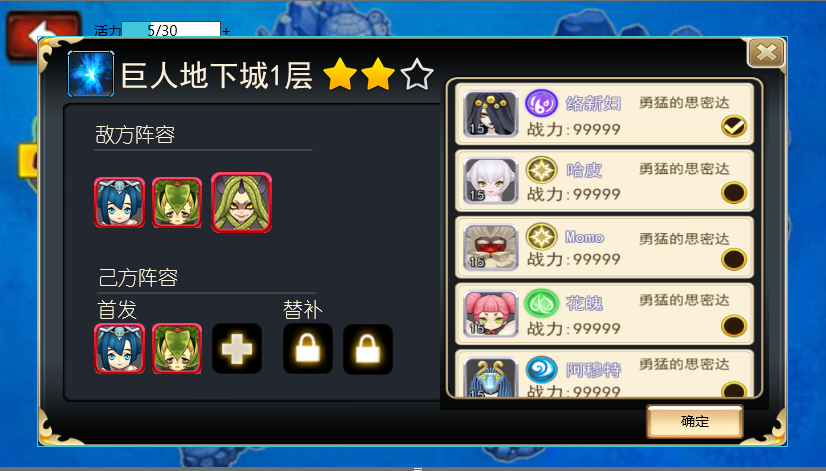 活力 5/30 +
巨人地下城1层
敌方阵容
己方阵容
首发
替补
络新妇 勇猛的思密达
15 战力:99999
哈皮 勇猛的思密达
15 战力:99999
Momo 勇猛的思密达
15 战力:99999
花魄 勇猛的思密达
15 战力:99999
阿穆特 勇猛的思密达
15 战力:99999
确定